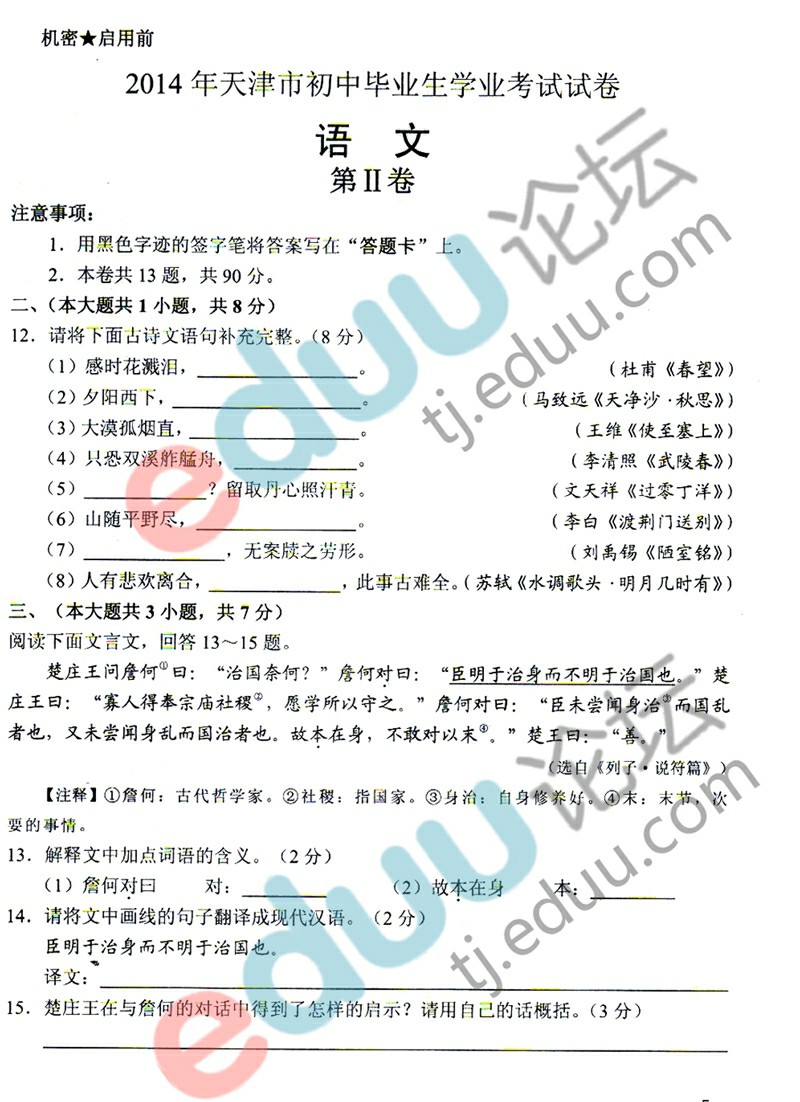 机密★启用前
2014年天津市初中毕业生学业考试试卷
语 文
第Ⅱ卷
注意事项：
1．用黑色字迹的签字笔将答案写在“答题卡”上。
2．本卷共13题，共90分。
二、（本大题共1小题，共8分）
12．请将下面古诗文语句补充完整。（8分）
（1）感时花溅泪，____________。 （杜甫《春望》）
（2）夕阳西下，____________。 （马致远《天净沙·秋思》）
（3）大漠孤烟直，____________。 （王维《使至塞上》）
（4）只恐双溪舴艋舟，____________。 （李清照《武陵春》）
（5）____________？留取丹心照汗青。 （文天祥《过零丁洋》）
（6）山随平野尽，____________。 （李白《渡荆门送别》）
（7）____________，无案牍之劳形。 （刘禹锡《陋室铭》）
（8）人有悲欢离合，____________，此事古难全。（苏轼《水调歌头·明月几时有》）
三、（本大题共3小题，共7分）
阅读下面文言文，回答13～15题。
楚庄王问詹何①曰：“治国奈何？”詹何对曰：“臣明于治身而不明于治国也。”楚
庄王曰：“寡人得奉宗庙社稷②，愿学所以守之。”詹何对曰：“臣未尝闻身治③而国乱
者也，又未尝闻身乱而国治者也。故本在身，不敢对以末④。”楚王曰：“善。”
（选自《列子·说符篇》）
【注释】①詹何：古代哲学家。②社稷：指国家。③身治：自身修养好。④末：末节，次
要的事情。
13．解释文中加点词语的含义。（2分）
（1）詹何对曰 对：____________ （2）故本在身 本：____________
14．请将文中画线的句子翻译成现代汉语。（2分）
臣明于治身而不明于治国也。
译文：____________
15．楚庄王在与詹何的对话中得到了怎样的启示？请用自己的话概括。（3分）
eduu论坛
tj.eduu.com
eduu论坛
tj.eduu.com